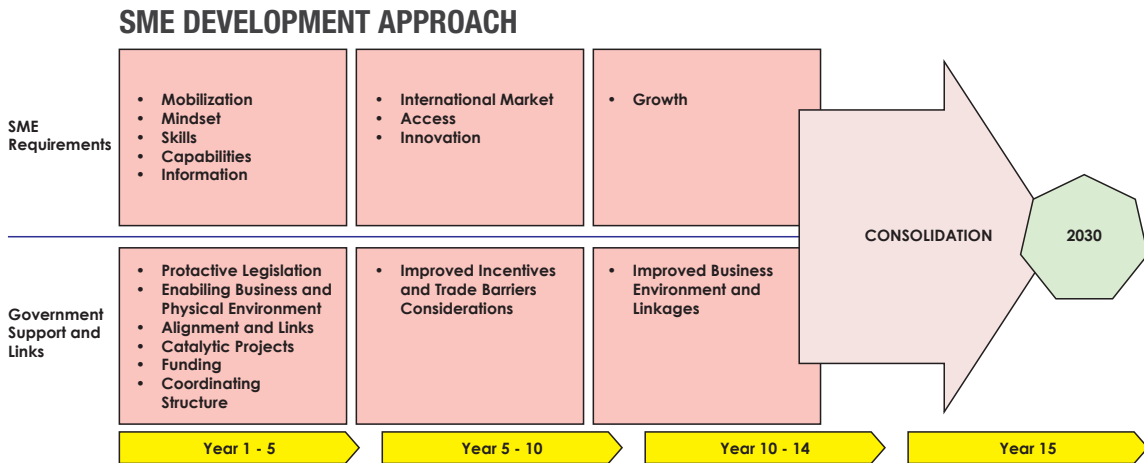 SME DEVELOPMENT APPROACH
SME
Requirements
• Mobilization
• Mindset
• Skills
• Capabilities
• Information
• International Market
• Access
• Innovation
• Growth
CONSOLIDATION
2030
Government
Support and
Links
• Protactive Legislation
• Enabling Business and
Physical Environment
• Alignment and Links
• Catalytic Projects
• Funding
• Coordinating
Structure
• Improved Incentives
and Trade Barriers
Considerations
• Improved Business
Environment and
Linkages
Year 1 - 5
Year 5 - 10
Year 10 - 14
Year 15